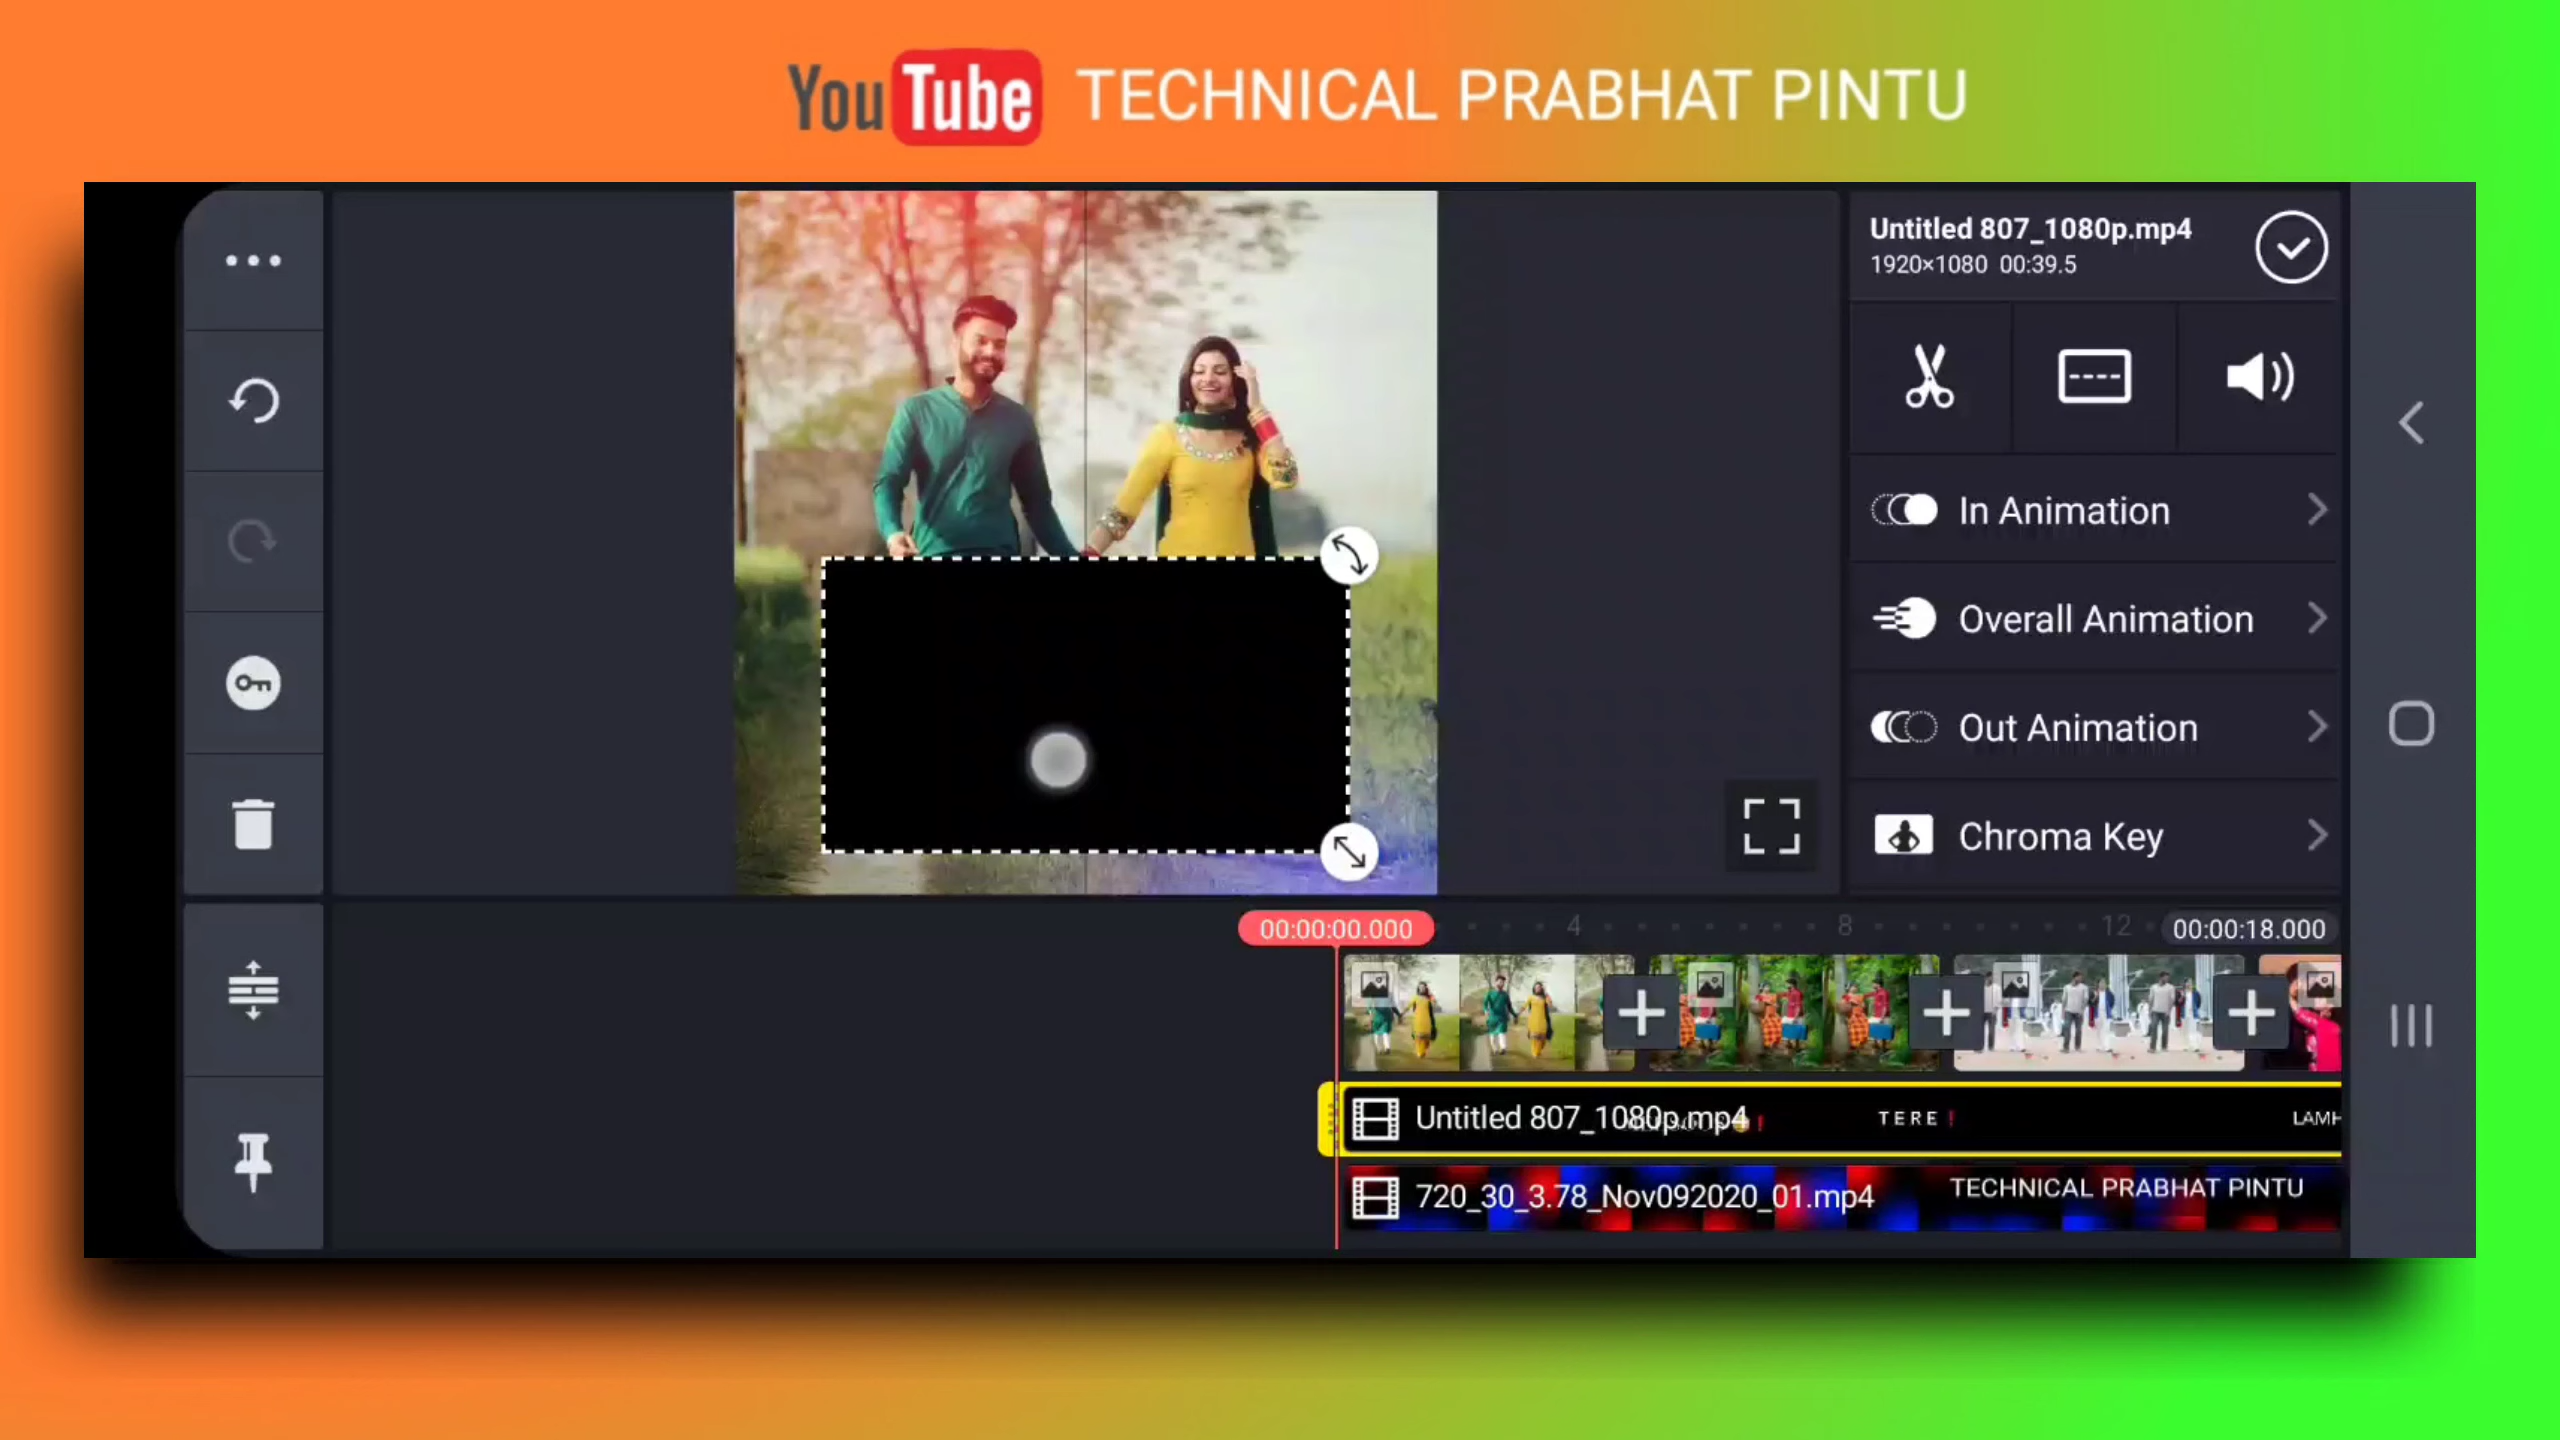 YouTube TECHNICAL PRABHAT PINTU
Untitled 807_1080p.mp4
1920×1080 00:39.5
In Animation
Overall Animation
Out Animation
Chroma Key
00:00:00.000 4 8 12 00:00:18.000
Untitled 807_1080p.mp4 ! TERE ! LAMH
720_30_3.78_Nov092020_01.mp4 TECHNICAL PRABHAT PINTU